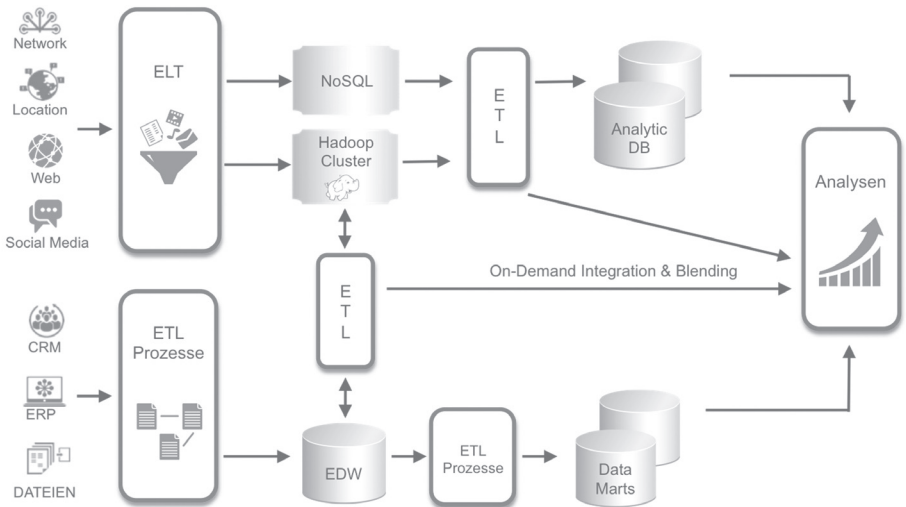 Network
Location
Web
Social Media
ELT
NoSQL
Hadoop
Cluster
E
T
L
Analytic
DB
Analysen
E
T
L
On-Demand Integration & Blending
CRM
ERP
DATEIEN
ETL
Prozesse
EDW
ETL
Prozesse
Data
Marts